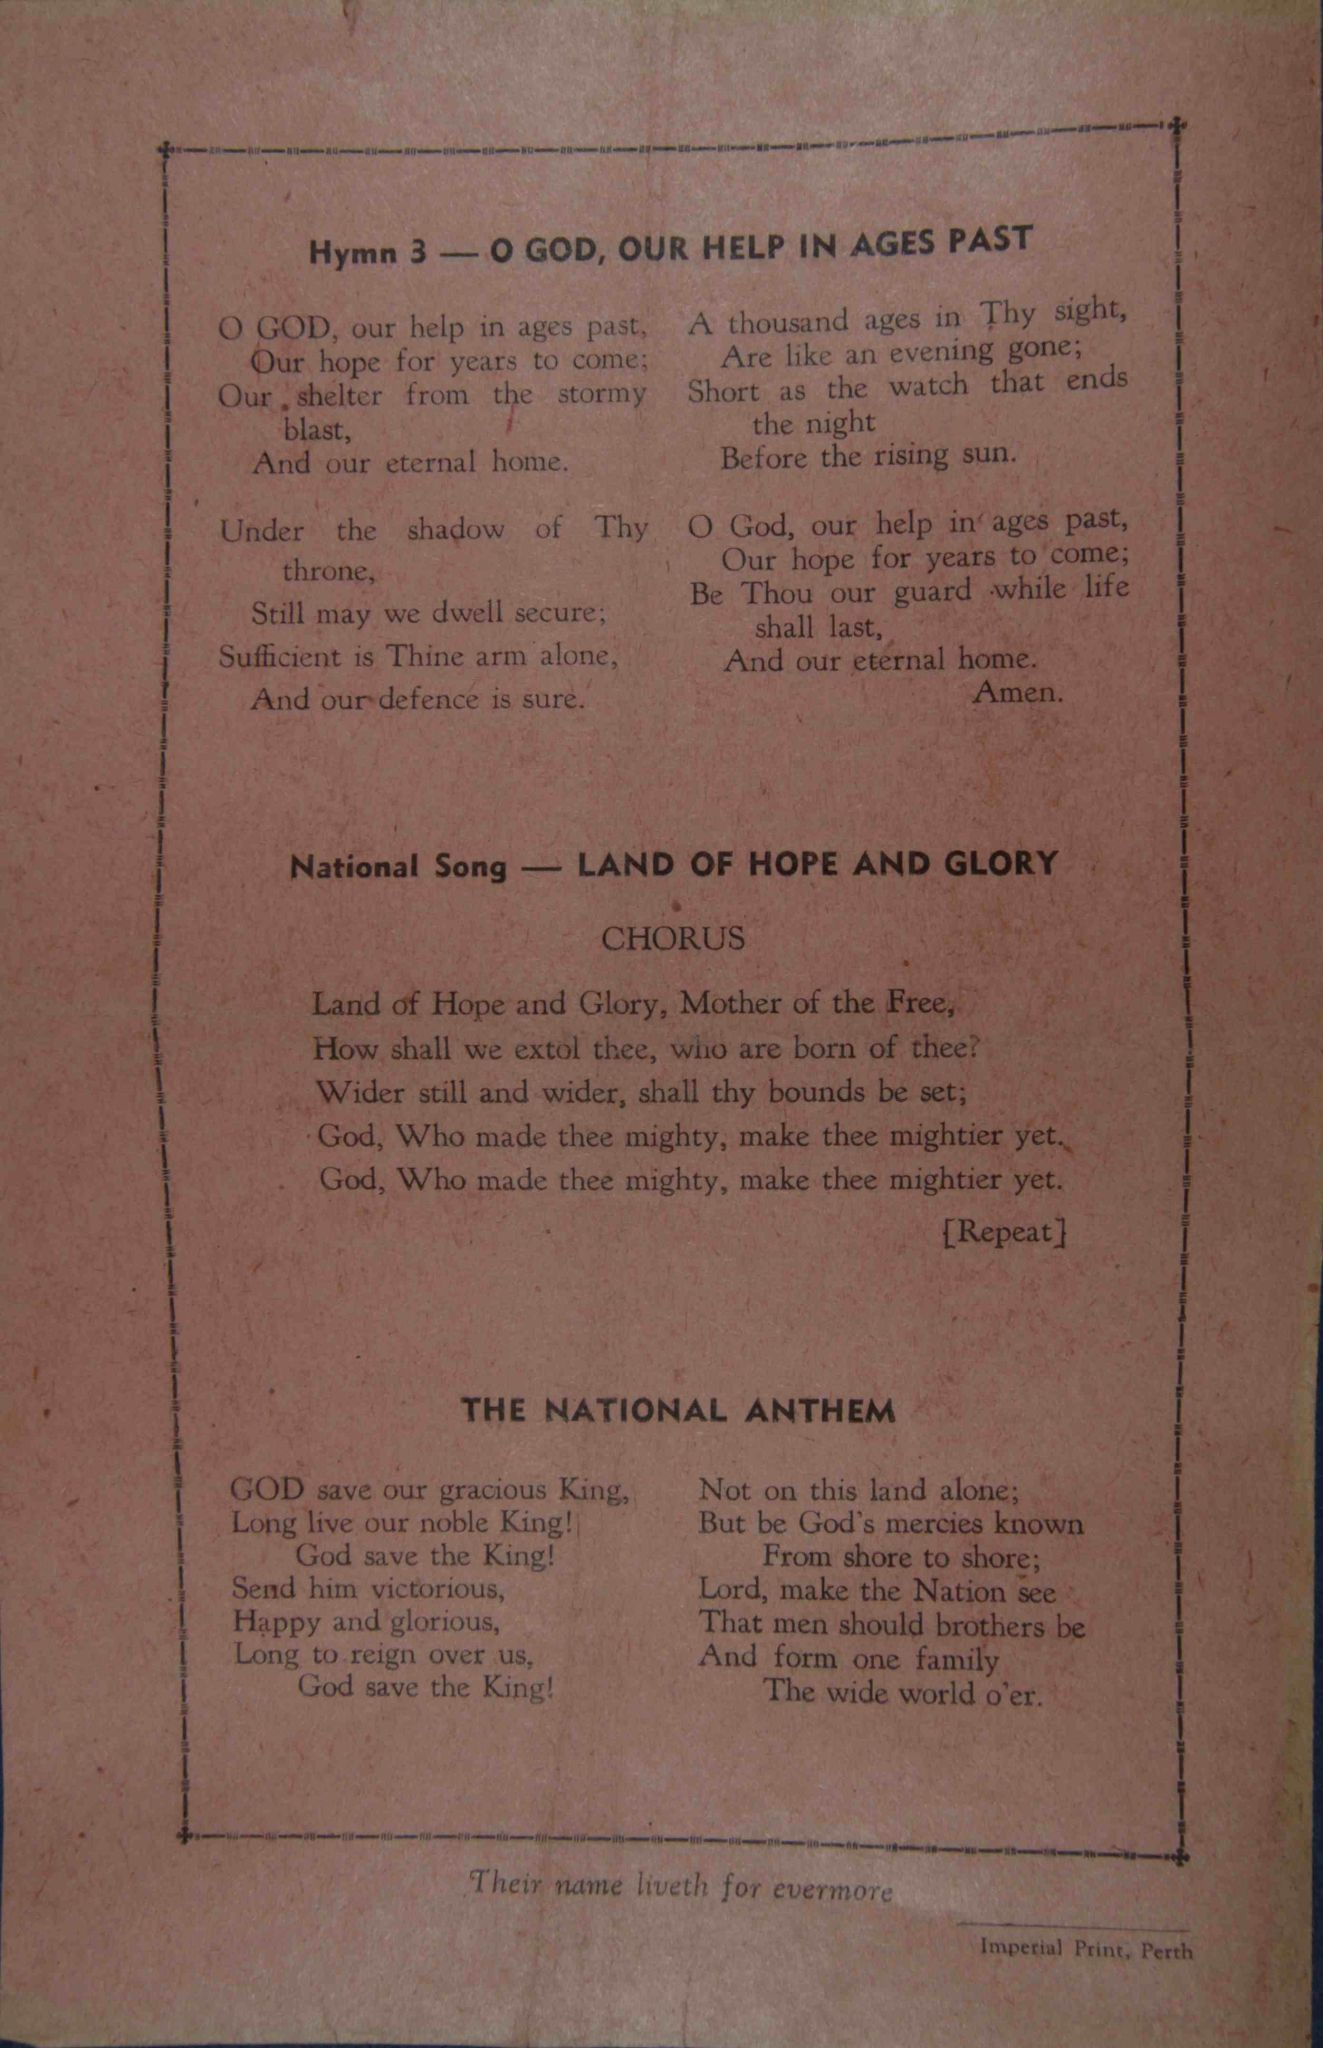 Hymn 3 — O GOD, OUR HELP IN AGES PAST
O GOD, our help in ages past,
Our hope for years to come;
Our shelter from the stormy
blast,
And our eternal home.
Under the shadow of Thy
throne,
Still may we dwell secure;
Sufficient is Thine arm alone,
And our defence is sure.
A thousand ages in Thy sight,
Are like an evening gone;
Short as the watch that ends
the night
Before the rising sun.
O God, our help in ages past,
Our hope for years to come;
Be Thou our guard while life
shall last,
And our eternal home.
Amen.
National Song — LAND OF HOPE AND GLORY
CHORUS
Land of Hope and Glory, Mother of the Free,
How shall we extol thee, who are born of thee?
Wider still and wider, shall thy bounds be set;
God, Who made thee mighty, make thee mightier yet.
God, Who made thee mighty, make thee mightier yet.
[Repeat]
THE NATIONAL ANTHEM
GOD save our gracious King,
Long live our noble King!
God save the King!
Send him victorious,
Happy and glorious,
Long to reign over us,
God save the King!
Not on this land alone;
But be God's mercies known
From shore to shore;
Lord, make the Nation see
That men should brothers be
And form one family
The wide world o'er.
Their name liveth for evermore
Imperial Print, Perth